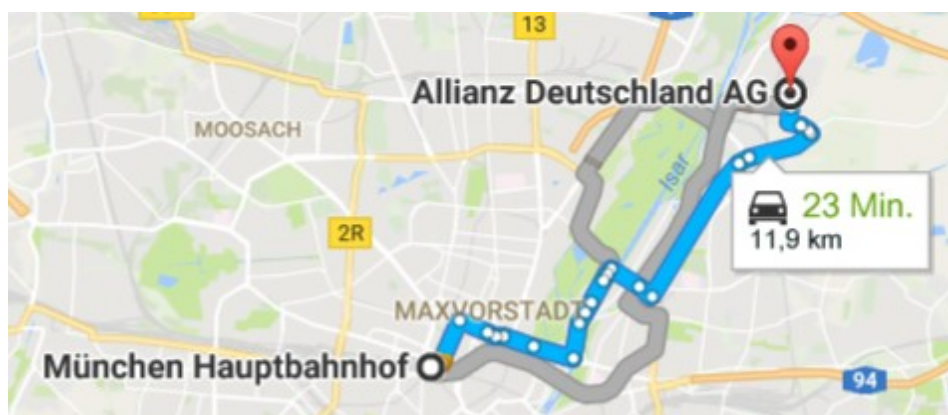 13
Allianz Deutschland AG
MOOSACH
Isar
23 Min.
11,9 km
2R
MAXVORSTADT
München Hauptbahnhof
94